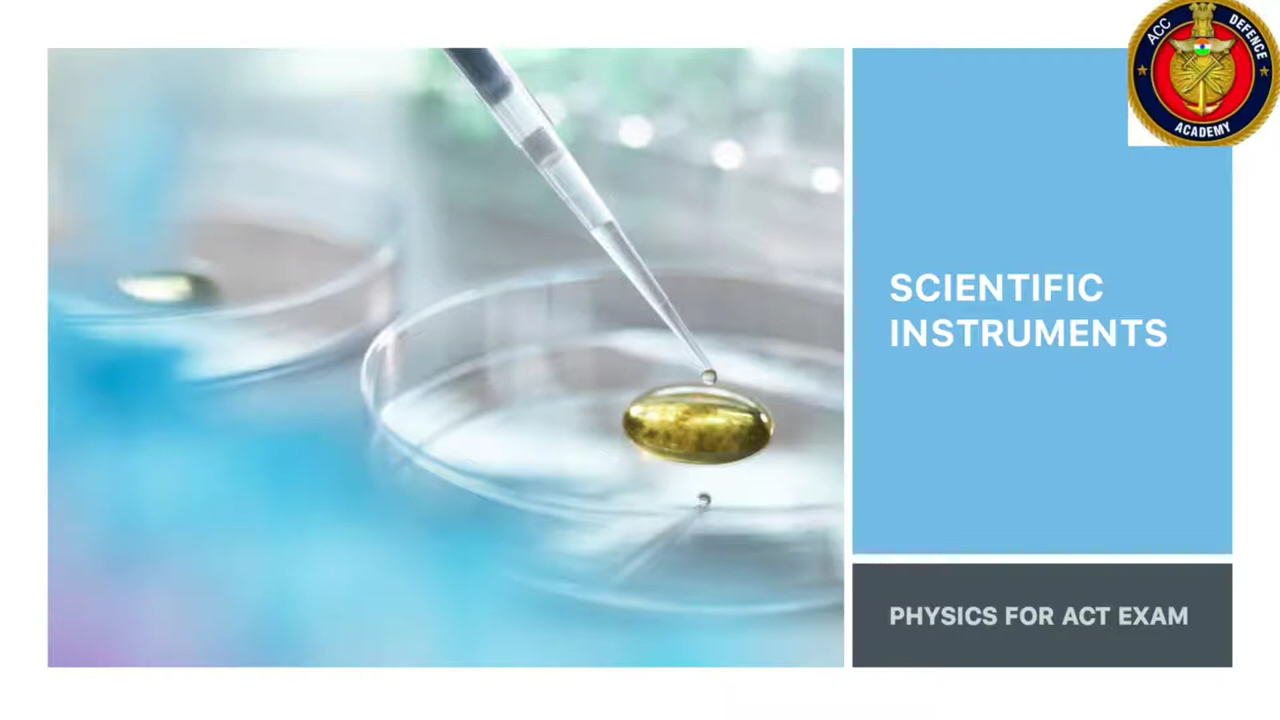 ACC DEFENCE
ACADEMY
SCIENTIFIC
INSTRUMENTS
PHYSICS FOR ACT EXAM